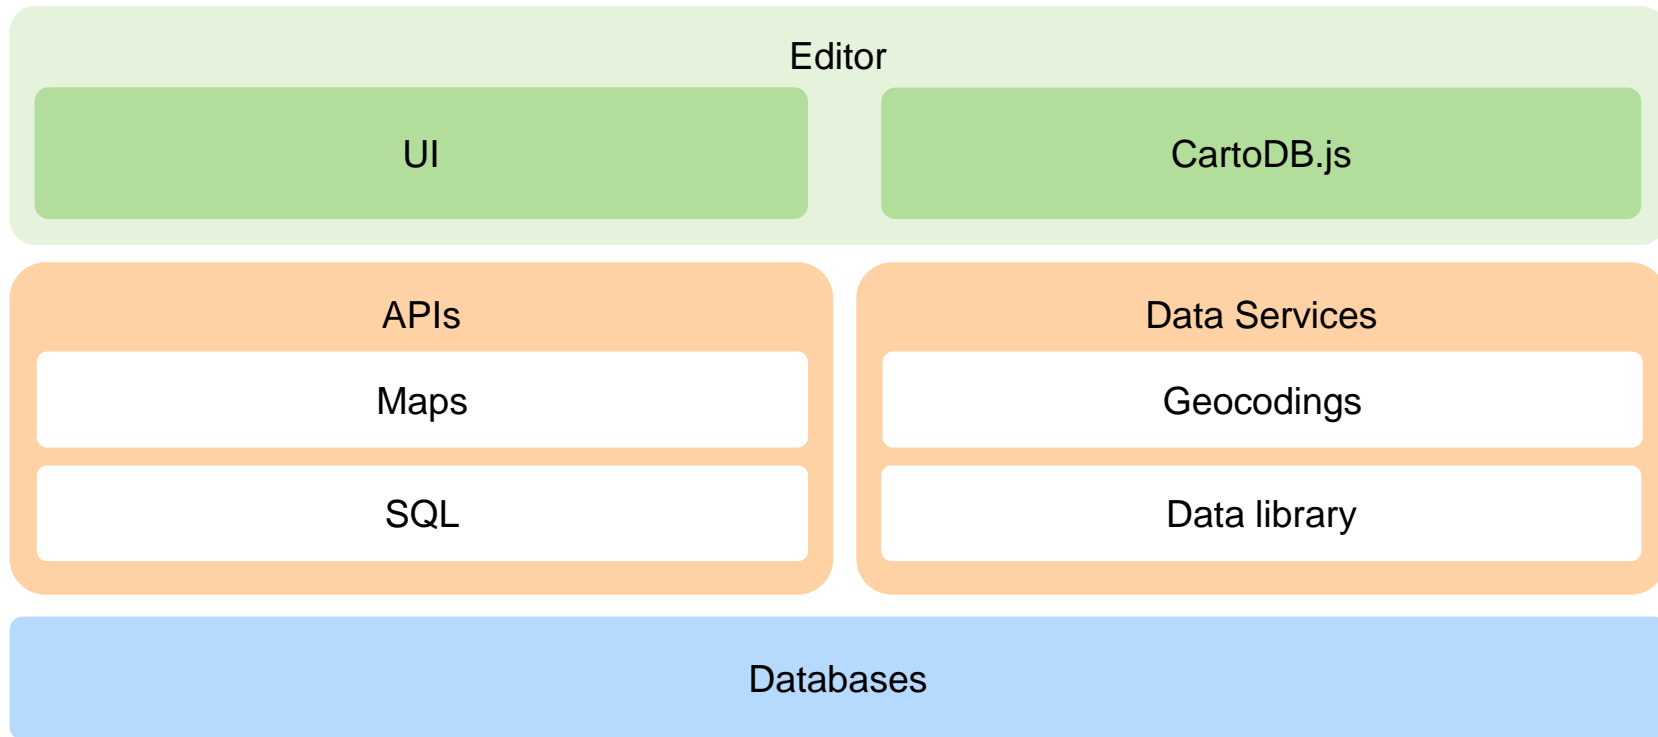 Editor
UI
CartoDB.js
APIs
Maps
SQL
Data Services
Geocodings
Data library
Databases